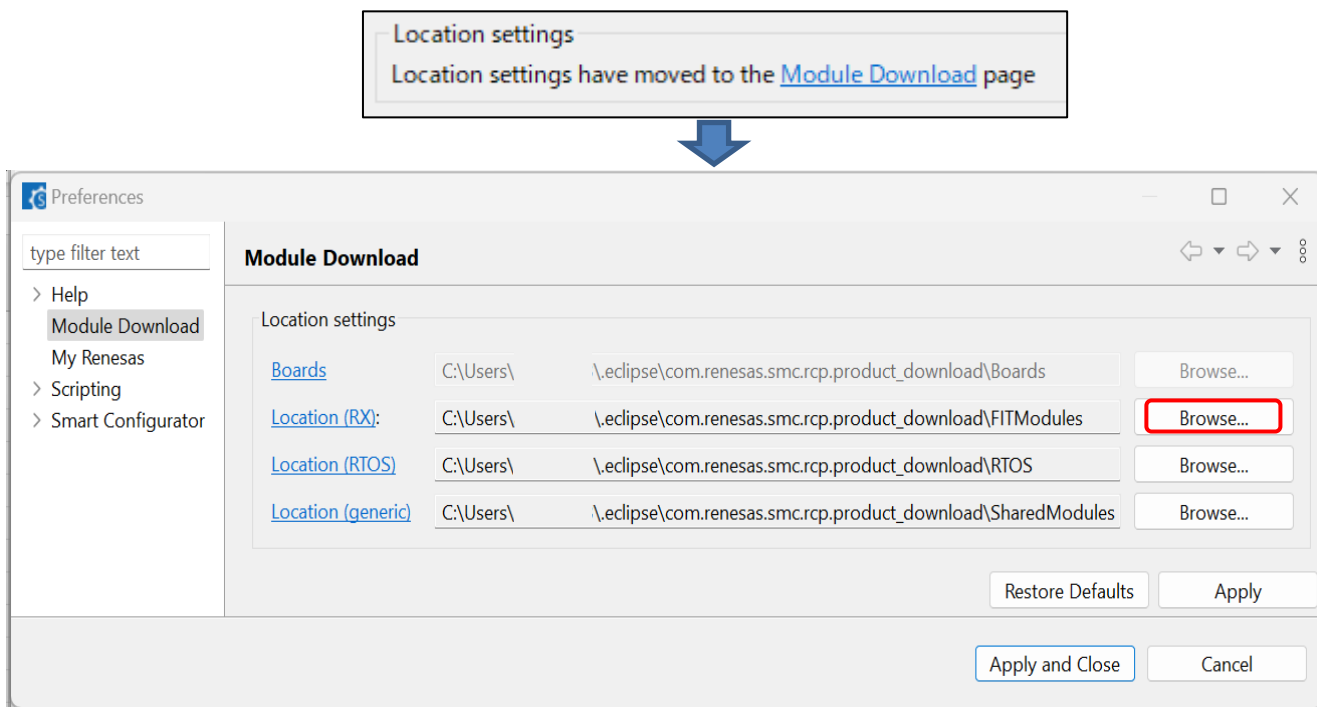 Location settings
Location settings have moved to the Module Download page
Preferences
type filter text
Help
Module Download
My Renesas
Scripting
Smart Configurator
Module Download
Location settings
Boards C:\Users\ \.eclipse\com.renesas.smc.rcp.product_download\Boards Browse...
Location (RX): C:\Users\ \.eclipse\com.renesas.smc.rcp.product_download\FITModules Browse...
Location (RTOS) C:\Users\ \.eclipse\com.renesas.smc.rcp.product_download\RTOS Browse...
Location (generic) C:\Users\ \.eclipse\com.renesas.smc.rcp.product_download\SharedModules Browse...
Restore Defaults Apply
Apply and Close Cancel